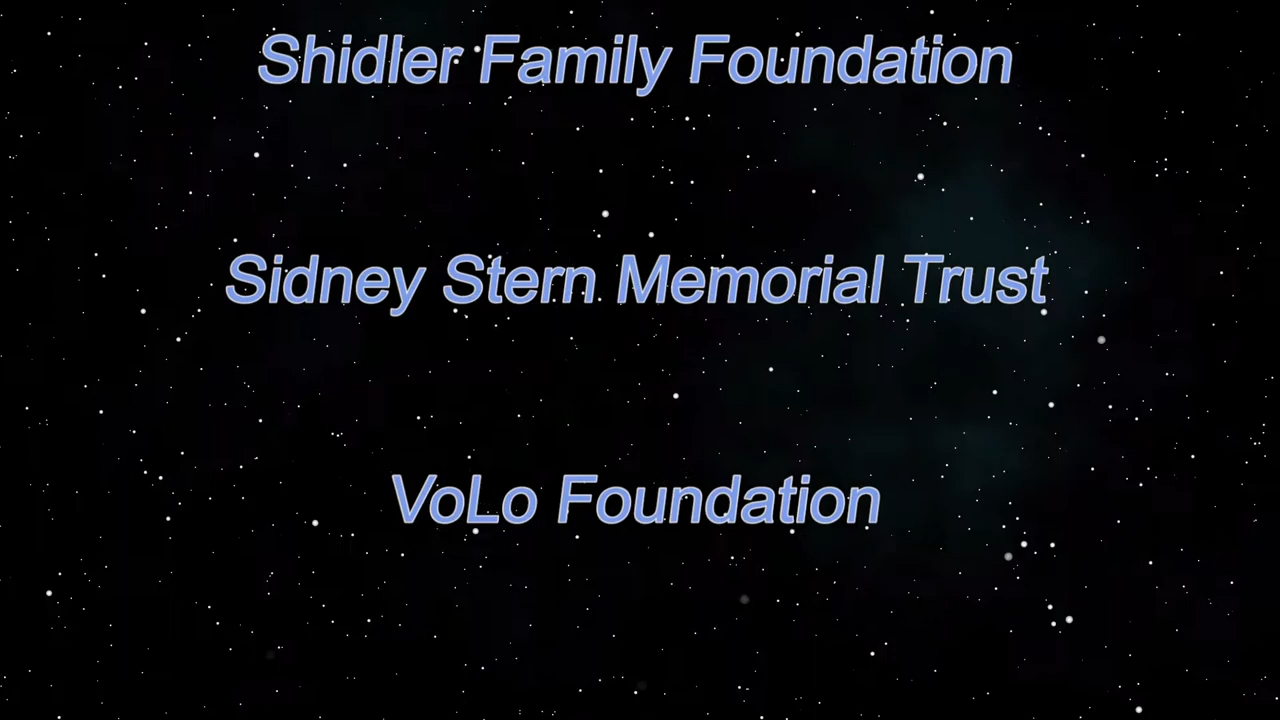 Shidler Family Foundation
Sidney Stern Memorial Trust
VoLo Foundation